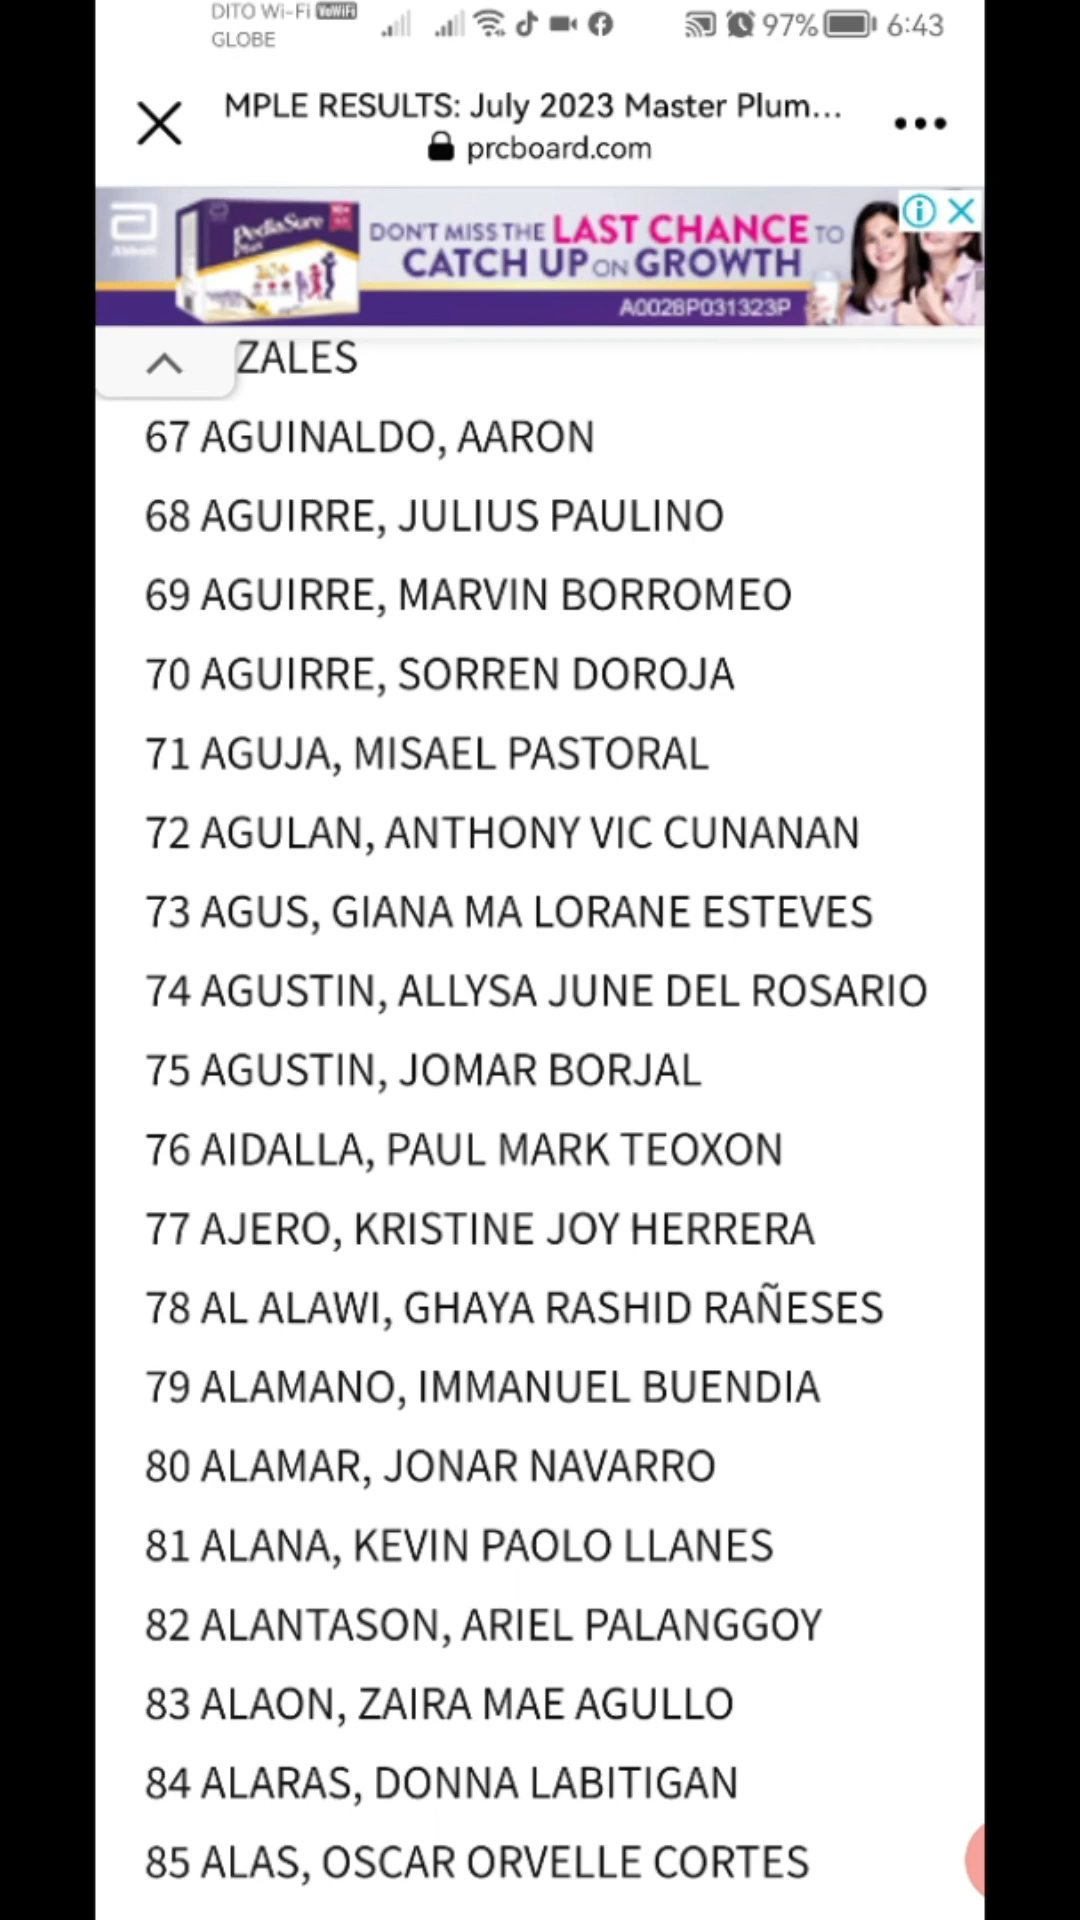 DITO Wi-Fi VoWiFi
GLOBE
97%
6:43
MPLE RESULTS: July 2023 Master Plum...
prcboard.com
Abbott
PediaSure
Plus
DON'T MISS THE LAST CHANCE TO
CATCH UP ON GROWTH
A0028P031323P
ZALES
67 AGUINALDO, AARON
68 AGUIRRE, JULIUS PAULINO
69 AGUIRRE, MARVIN BORROMEO
70 AGUIRRE, SORREN DOROJA
71 AGUJA, MISAEL PASTORAL
72 AGULAN, ANTHONY VIC CUNANAN
73 AGUS, GIANA MA LORANE ESTEVES
74 AGUSTIN, ALLYSA JUNE DEL ROSARIO
75 AGUSTIN, JOMAR BORJAL
76 AIDALLA, PAUL MARK TEOXON
77 AJERO, KRISTINE JOY HERRERA
78 AL ALAWI, GHAYA RASHID RAÑESES
79 ALAMANO, IMMANUEL BUENDIA
80 ALAMAR, JONAR NAVARRO
81 ALANA, KEVIN PAOLO LLANES
82 ALANTASON, ARIEL PALANGGOY
83 ALAON, ZAIRA MAE AGULLO
84 ALARAS, DONNA LABITIGAN
85 ALAS, OSCAR ORVELLE CORTES